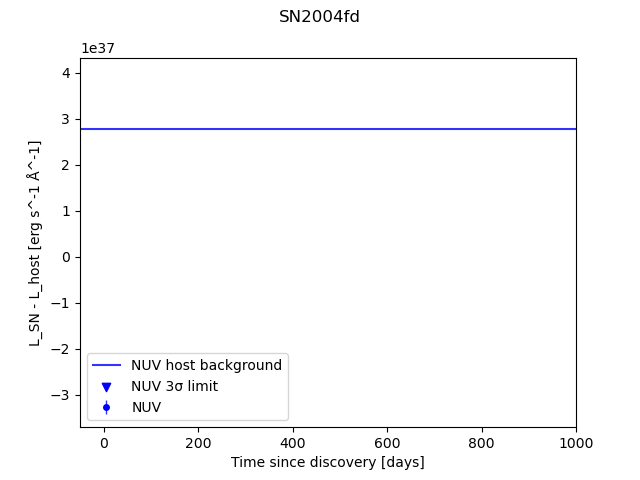 SN2004fd
1e37
4
3
2
1
0
−1
−2
−3
L_SN - L_host [erg s^-1 Å^-1]
NUV host background
NUV 3σ limit
NUV
0 200 400 600 800 1000
Time since discovery [days]